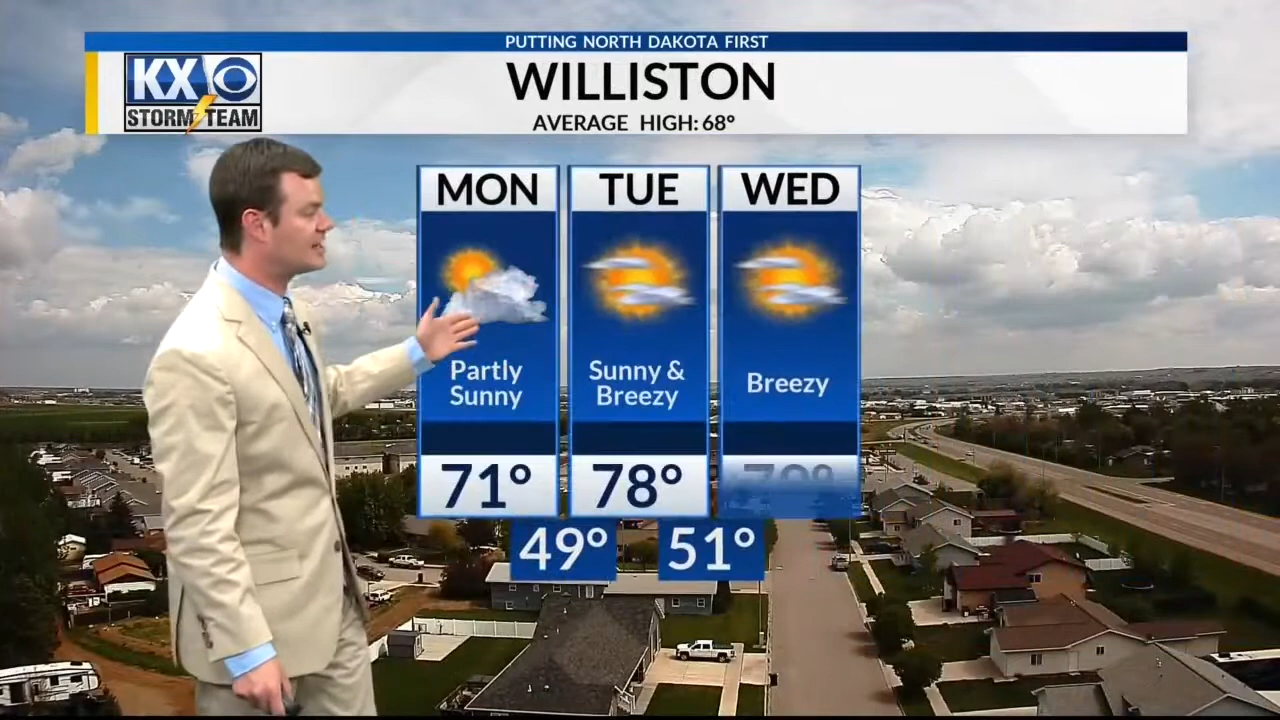 PUTTING NORTH DAKOTA FIRST
WILLISTON
AVERAGE HIGH: 68°
KX
STORM TEAM
MON
TUE
WED
Partly
Sunny
Sunny &
Breezy
Breezy
71°
78°
49°
51°